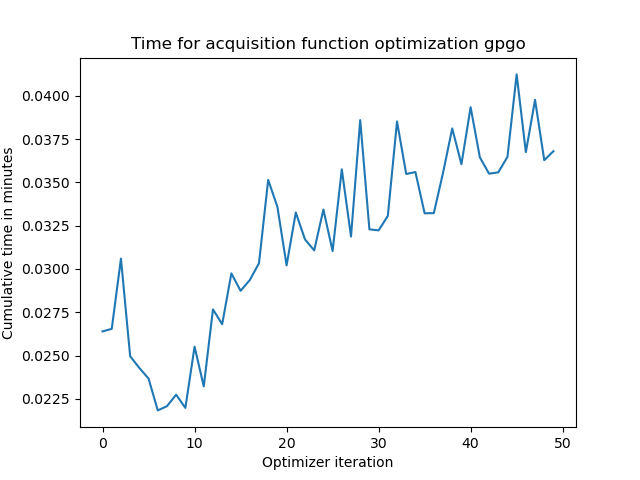 Time for acquisition function optimization gpgo
0.0400
0.0375
0.0350
0.0325
0.0300
0.0275
0.0250
0.0225
Cumulative time in minutes
0 10 20 30 40 50
Optimizer iteration